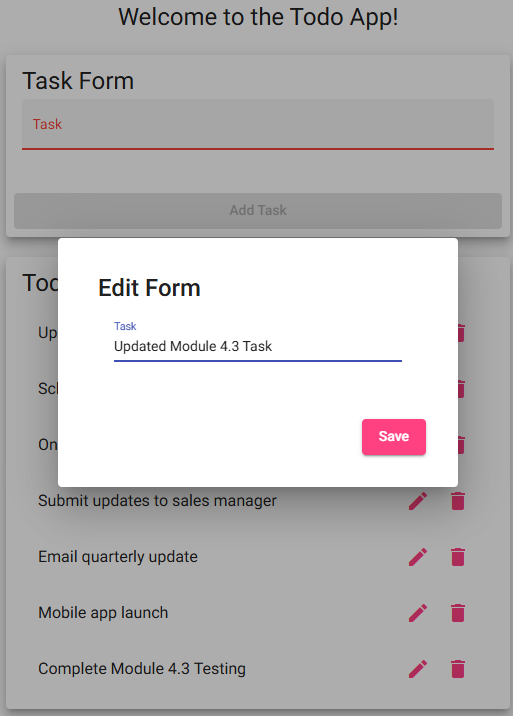 Welcome to the Todo App!
Task Form
Task
Add Task
Edit Form
Task
Updated Module 4.3 Task
Save
Submit updates to sales manager
Email quarterly update
Mobile app launch
Complete Module 4.3 Testing